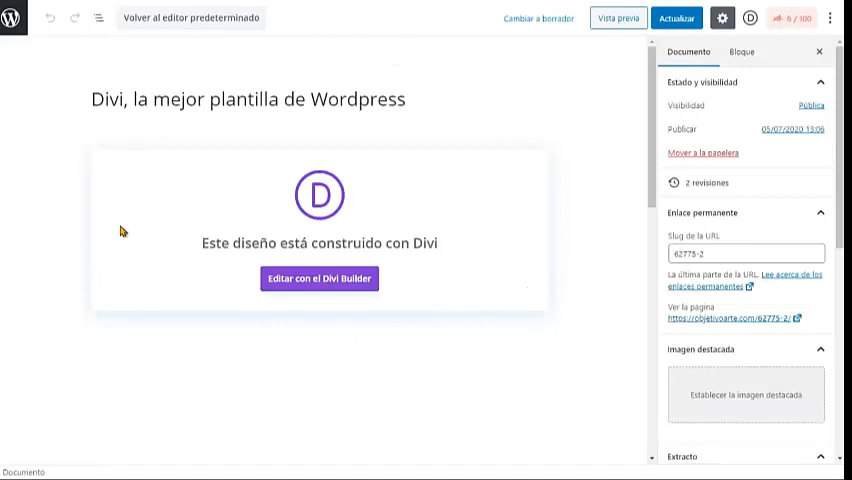 Volver al editor predeterminado
Cambiar a borrador
Vista previa
Actualizar
6 / 100
Documento
Bloque
Estado y visibilidad
Visibilidad
Pública
Publicar
05/07/2020 13:06
Mover a la papelera
2 revisiones
Enlace permanente
Slug de la URL
62775-2
La última parte de la URL. Lee acerca de los
enlaces permanentes
Ver la página
https://objetivoarte.com/62775-2/
Imagen destacada
Establecer la imagen destacada
Extracto
Divi, la mejor plantilla de Wordpress
D
Este diseño está construido con Divi
Editar con el Divi Builder
Documento